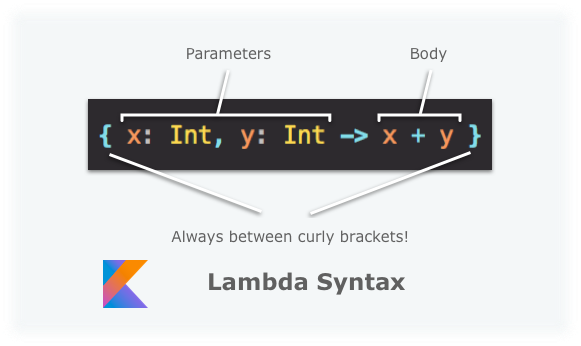 Parameters Body
{ x: Int, y: Int -> x + y }
Always between curly brackets!
Lambda Syntax